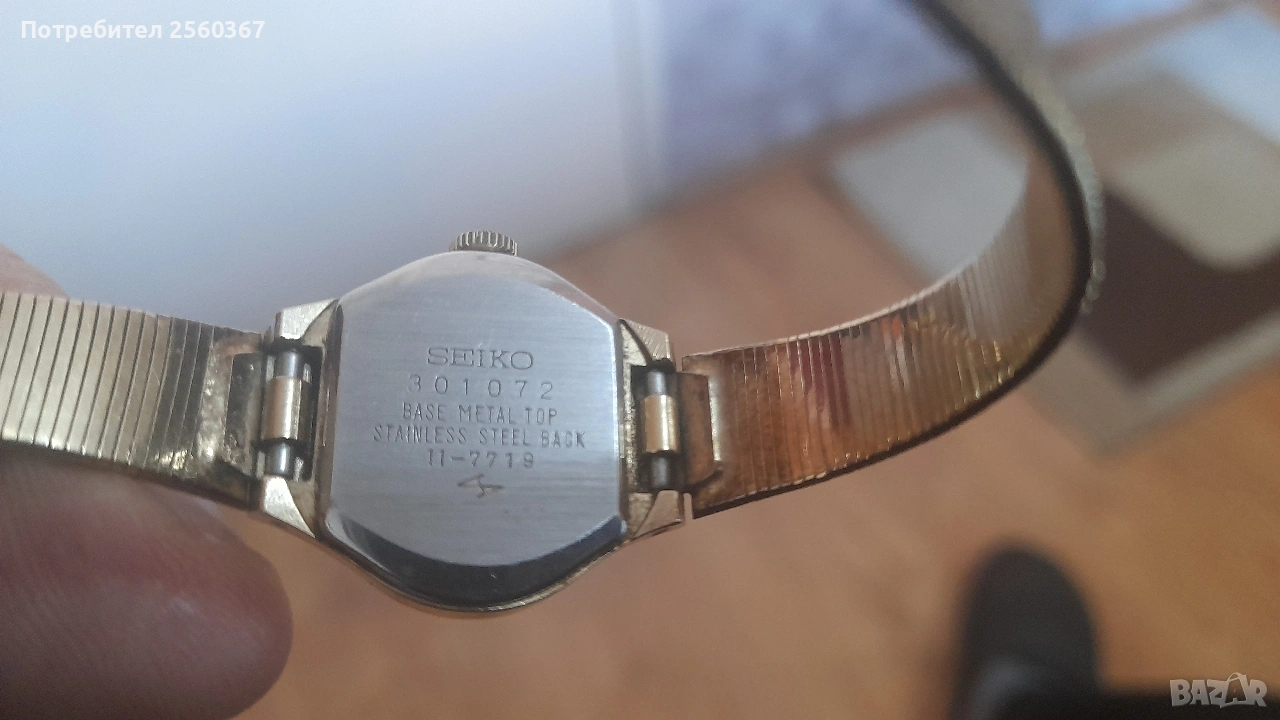 Потребител 2560367
SEIKO
301072
BASE METAL TOP
STAINLESS STEEL BACK
11-7719
BAZAR